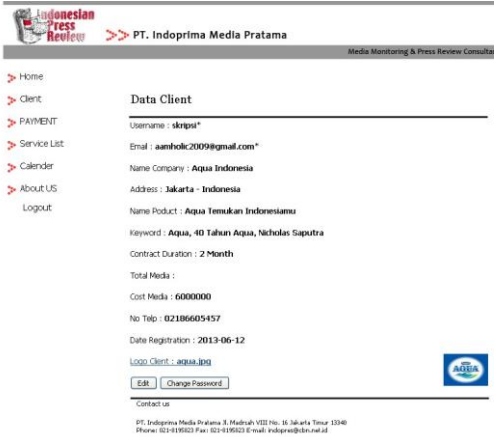 Indonesian
Press
Review
>> PT. Indoprima Media Pratama
Media Monitoring & Press Review Consultan
Home
Client
PAYMENT
Service List
Calender
About US
Logout
Data Client
Username : skripsi*
Email : aamholic2009@gmail.com*
Name Company : Aqua Indonesia
Address : Jakarta - Indonesia
Name Poduct : Aqua Temukan Indonesiamu
Keyword : Aqua, 40 Tahun Aqua, Nicholas Saputra
Contract Duration : 2 Month
Total Media :
Cost Media : 6000000
No Telp : 02186605457
Date Registration : 2013-06-12
Logo Client : aqua.jpg
AQUA
Edit Change Password
Contact us
PT. Indoprima Media Pratama Jl. Madrsah VIII No. 16 Jakarta Timur 13340
Phone: 021-8195823 Fax: 021-8195823 E-mail: indopres@cbn.net.id